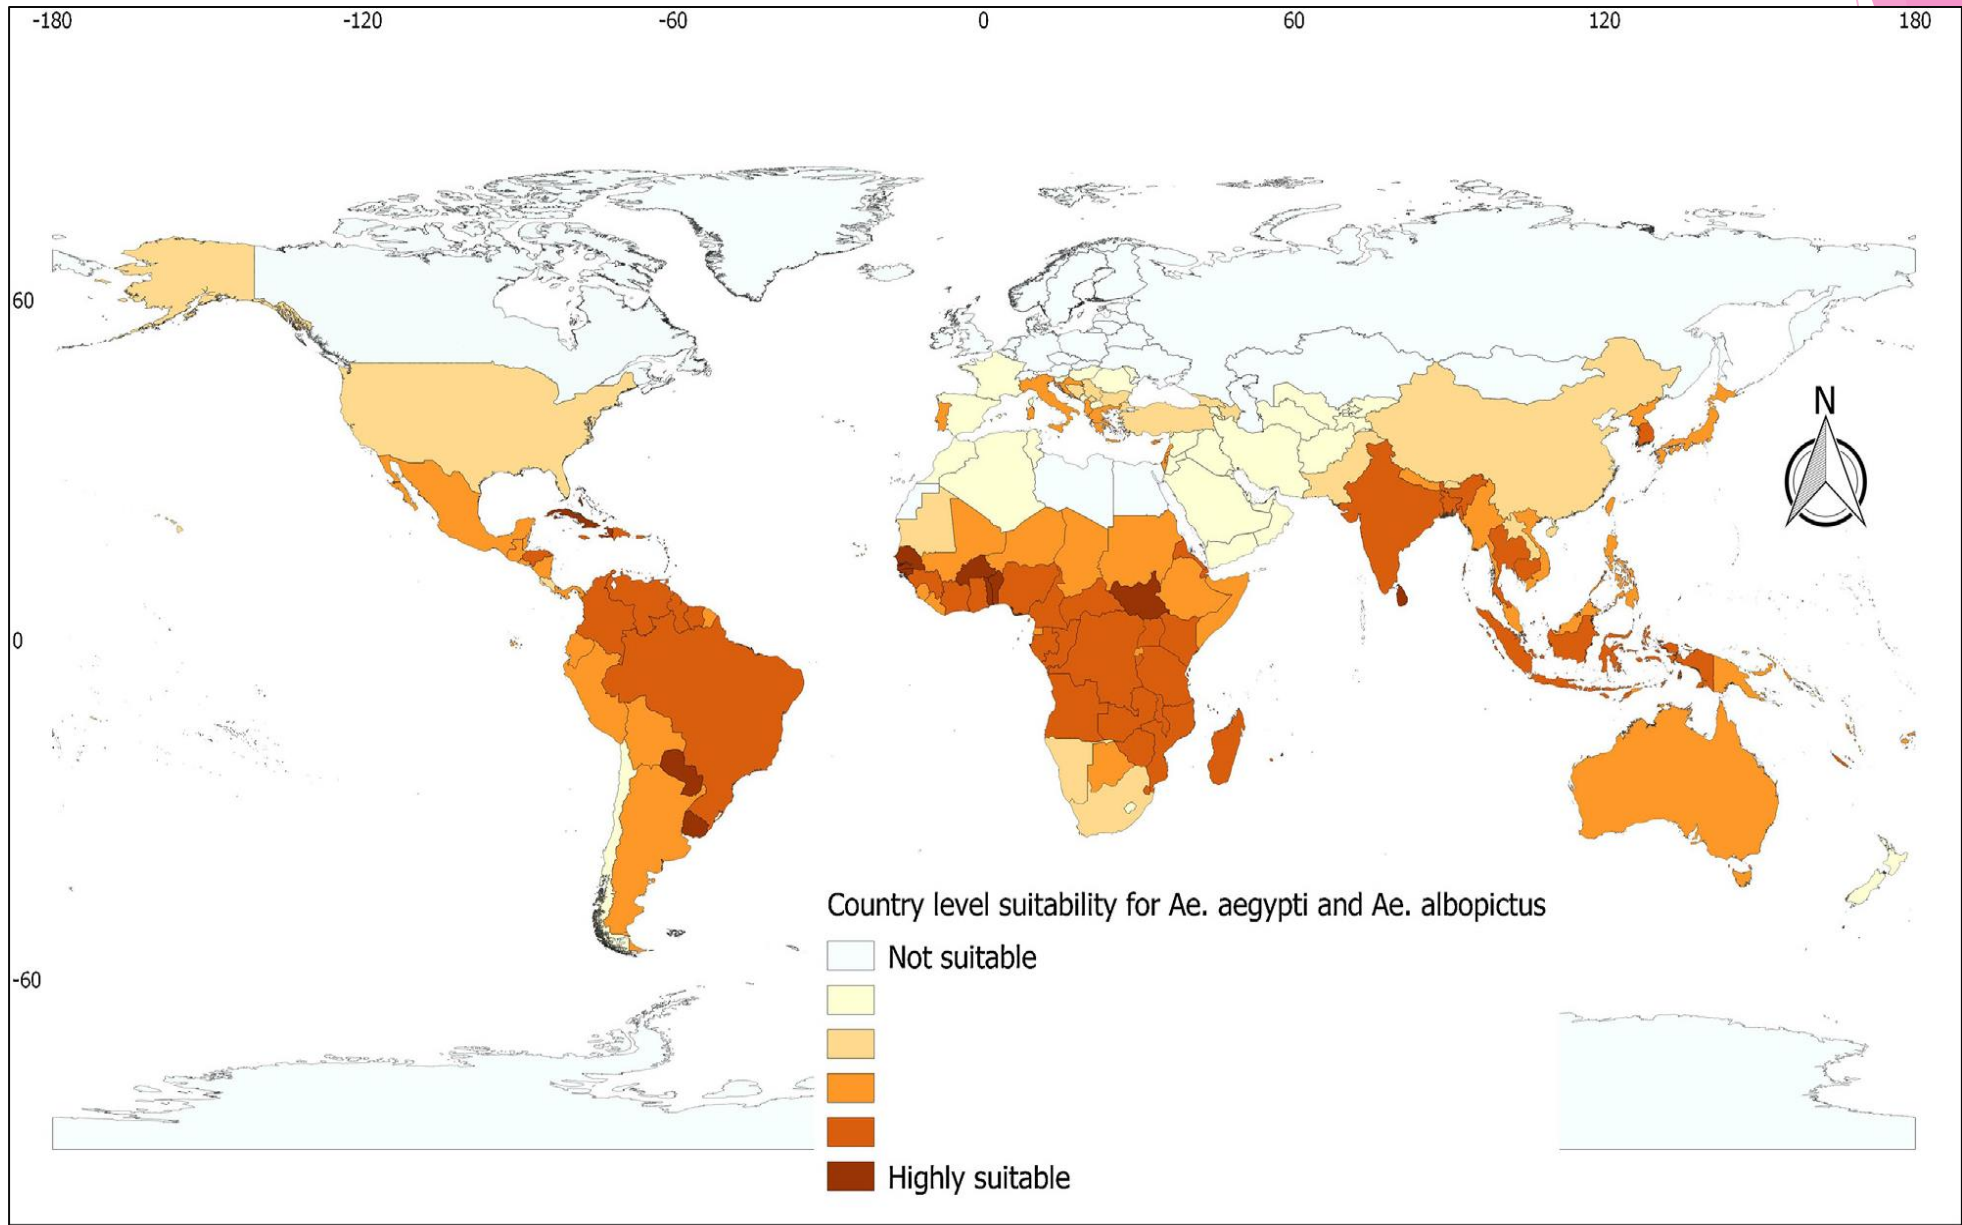 -180 -120 -60 0 60 120 180
60
N
0
Country level suitability for Ae. aegypti and Ae. albopictus
Not suitable
-60
Highly suitable